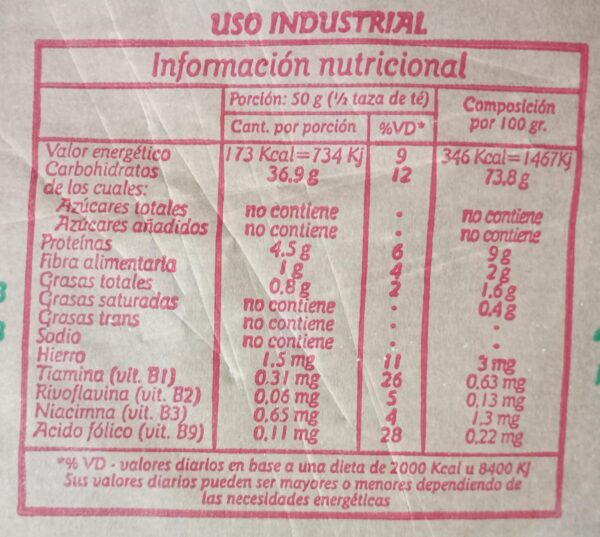 USO INDUSTRIAL
Información nutricional
Porción: 50 g (½ taza de té) Composición por 100 gr.
Cant. por porción %VD*
Valor energético 173 Kcal=734 Kj 9 346 Kcal=1467Kj
Carbohidratos 36.9 g 12 73,8 g
de los cuales:
Azúcares totales no contiene . no contiene
Azúcares añadidos no contiene . no contiene
Proteínas 4.5 g 6 9 g
Fibra alimentaria 1 g 4 2 g
Grasas totales 0.8 g 2 1.6 g
Grasas saturadas no contiene . 0.4 g
Grasas trans no contiene . .
Sodio no contiene . .
Hierro 1.5 mg 11 3 mg
Tiamina (vit. B1) 0.31 mg 26 0,63 mg
Rivoflavina (vit. B2) 0,06 mg 5 0,13 mg
Niacimna (vit. B3) 0.65 mg 4 1,3 mg
Acido fólico (vit. B9) 0,11 mg 28 0,22 mg
*% VD - valores diarios en base a una dieta de 2000 Kcal u 8400 KJ
Sus valores diarios pueden ser mayores o menores dependiendo de
las necesidades energéticas